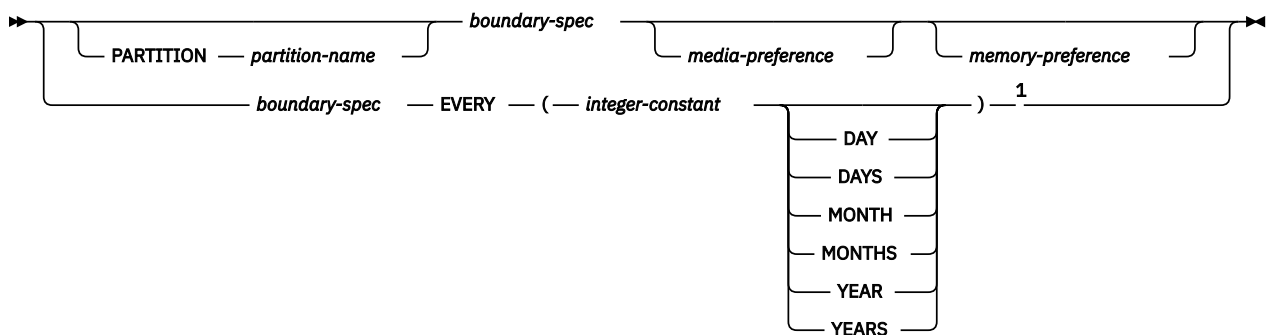 boundary-spec
PARTITION partition-name media-preference memory-preference
boundary-spec EVERY ( integer-constant ) 1
DAY
DAYS
MONTH
MONTHS
YEAR
YEARS